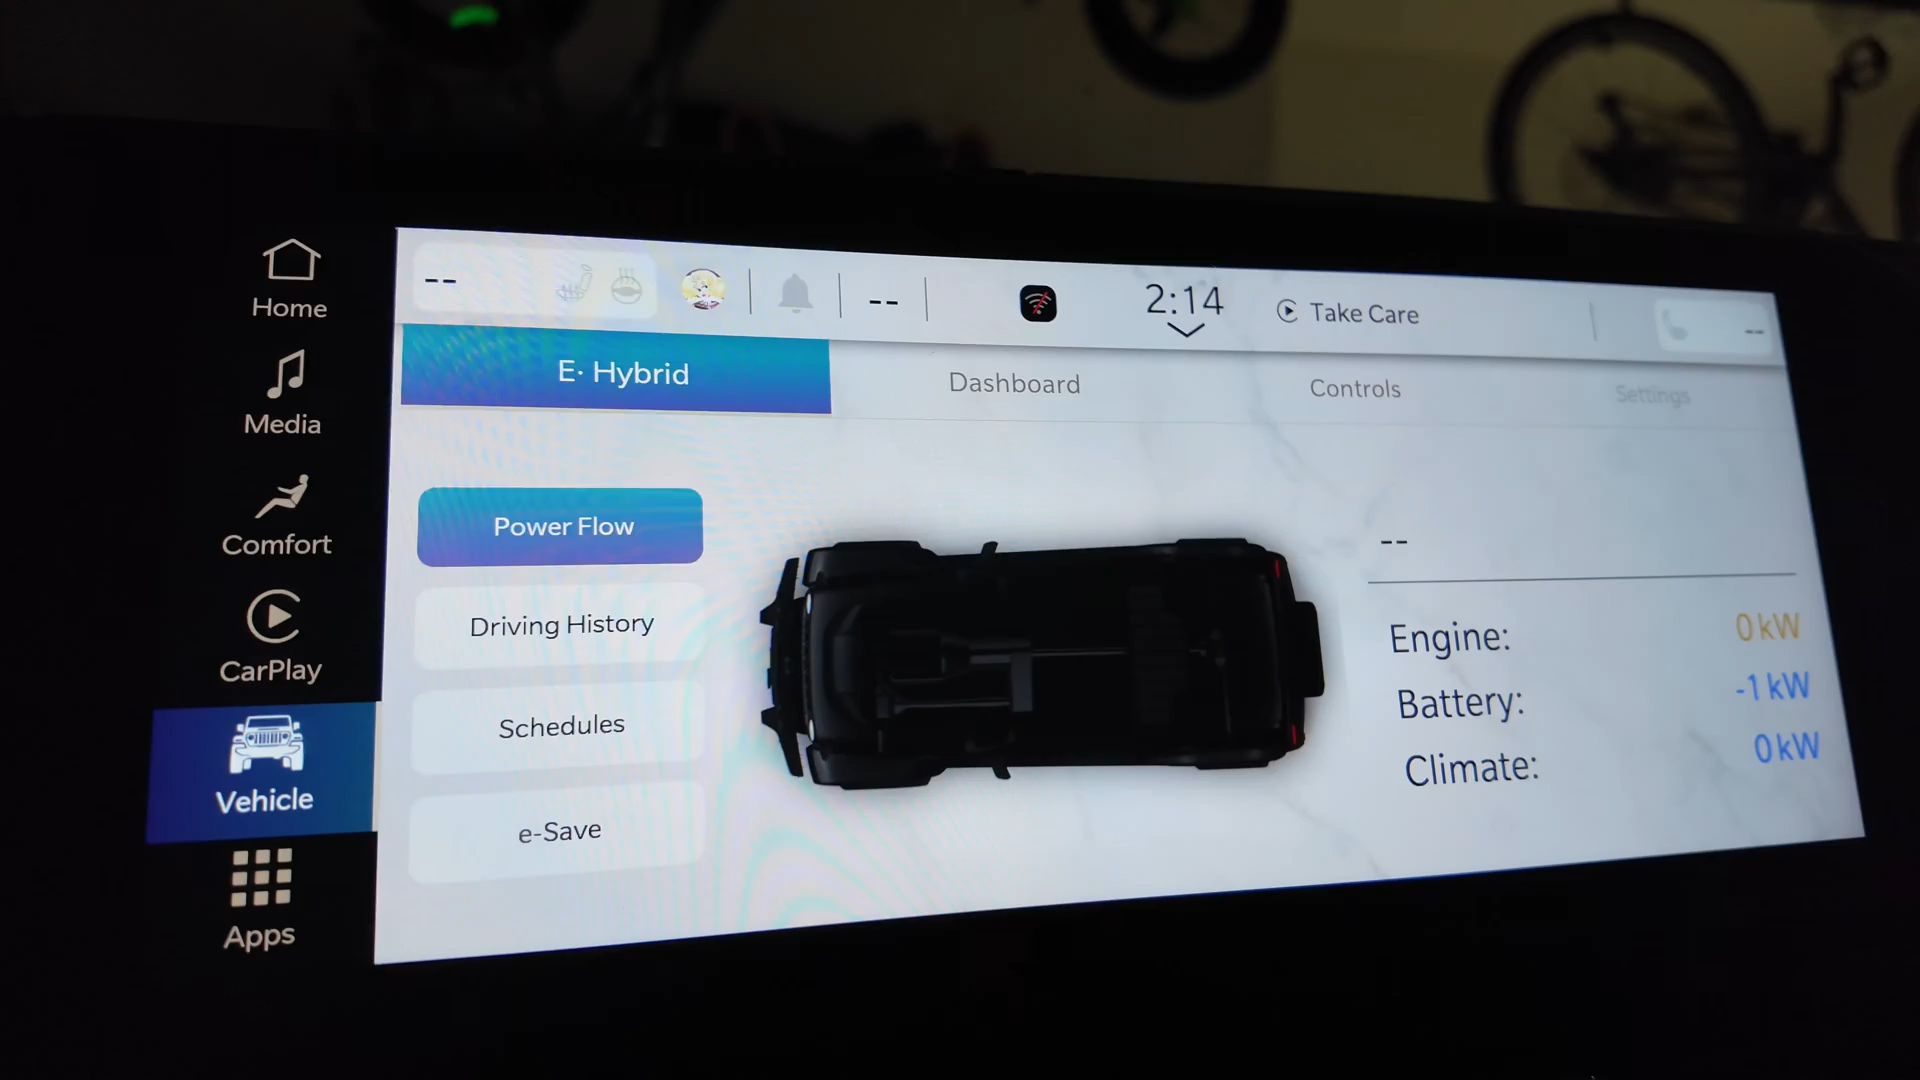 Home
Media
Comfort
CarPlay
Vehicle
Apps
--
--
2:14
Take Care
--
E· Hybrid
Dashboard
Controls
Settings
Power Flow
Driving History
Schedules
e-Save
--
Engine: 0 kW
Battery: -1 kW
Climate: 0 kW